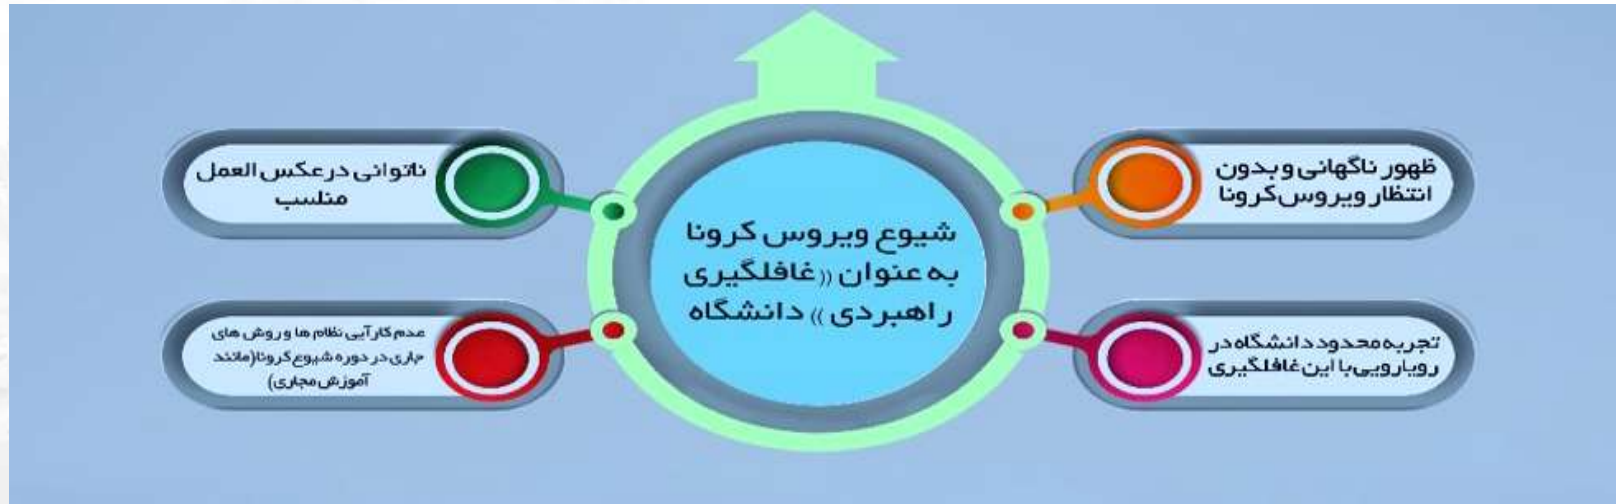 ظهور ناگهانی و بدون
انتظار ویروس کرونا
تجربه محدود دانشگاه در
رویارویی با این غافلگیری
شیوع ویروس کرونا
به عنوان «غافلگیری
راهبردی» دانشگاه
ناتوانی در عکس العمل
مناسب
عدم کارآیی نظام ها و روش های
جاری در دوره شیوع کرونا(مانند
آموزش مجازی)